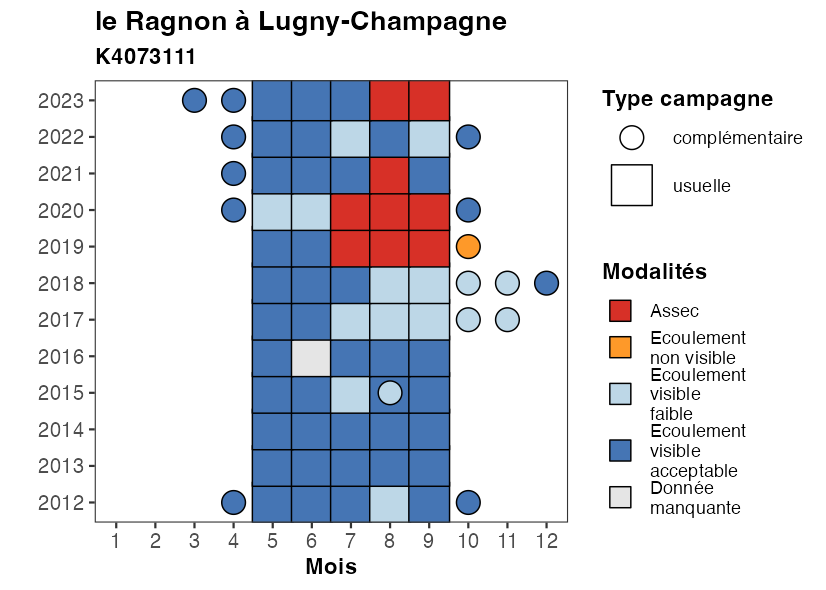 le Ragnon à Lugny-Champagne
K4073111
2023
2022
2021
2020
2019
2018
2017
2016
2015
2014
2013
2012
1 2 3 4 5 6 7 8 9 10 11 12
Mois
Type campagne
complémentaire
usuelle
Modalités
Assec
Ecoulement
non visible
Ecoulement
visible
faible
Ecoulement
visible
acceptable
Donnée
manquante